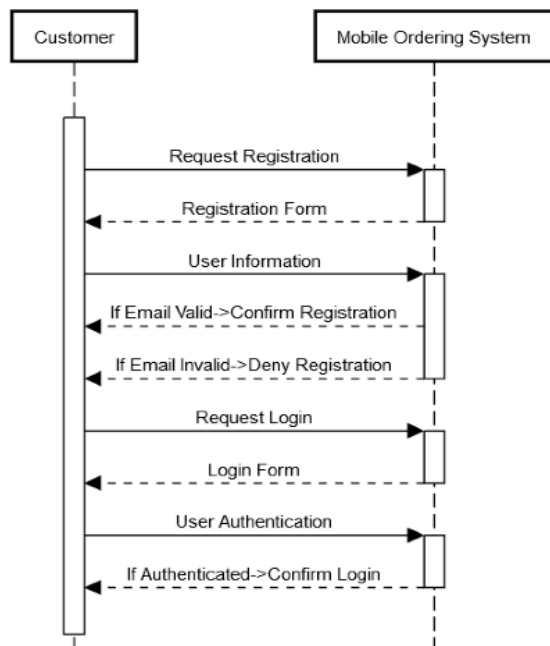 Customer
Mobile Ordering System
Request Registration
Registration Form
User Information
If Email Valid->Confirm Registration
If Email Invalid->Deny Registration
Request Login
Login Form
User Authentication
If Authenticated->Confirm Login